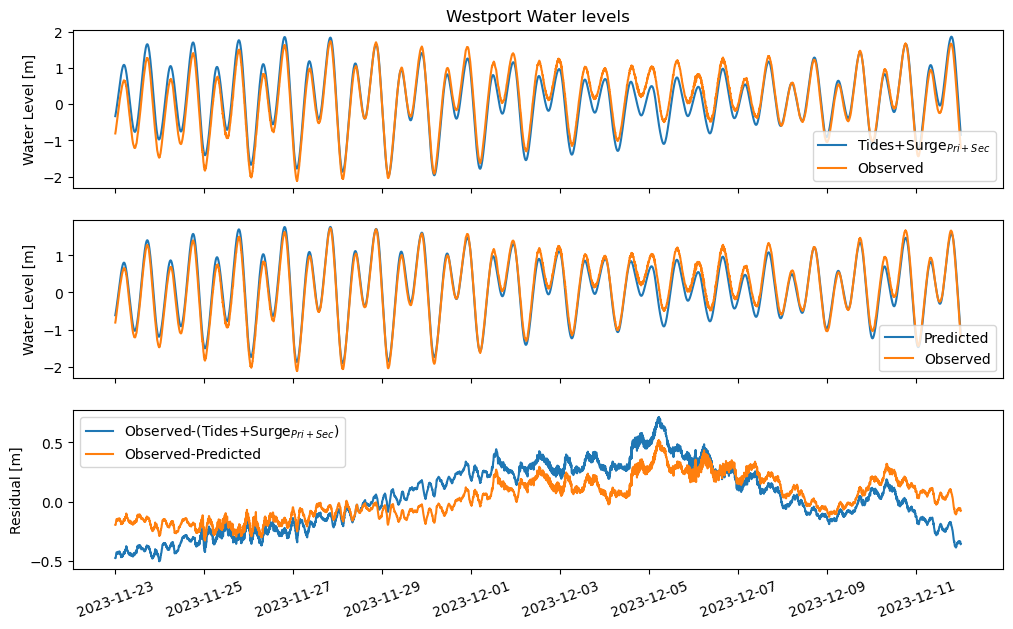 Westport Water levels
Water Level [m]
2
1
0
−1
−2
Tides+Surge_{Pri+Sec}
Observed
Water Level [m]
1
0
−1
−2
Predicted
Observed
Residual [m]
0.5
0.0
−0.5
Observed-(Tides+Surge_{Pri+Sec})
Observed-Predicted
2023-11-23
2023-11-25
2023-11-27
2023-11-29
2023-12-01
2023-12-03
2023-12-05
2023-12-07
2023-12-09
2023-12-11